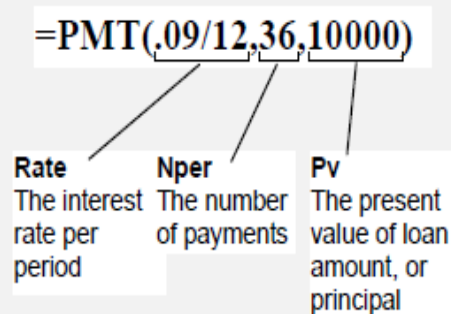 =PMT(.09/12,36,10000)
Rate
The interest
rate per
period
Nper
The number
of payments
Pv
The present
value of loan
amount, or
principal